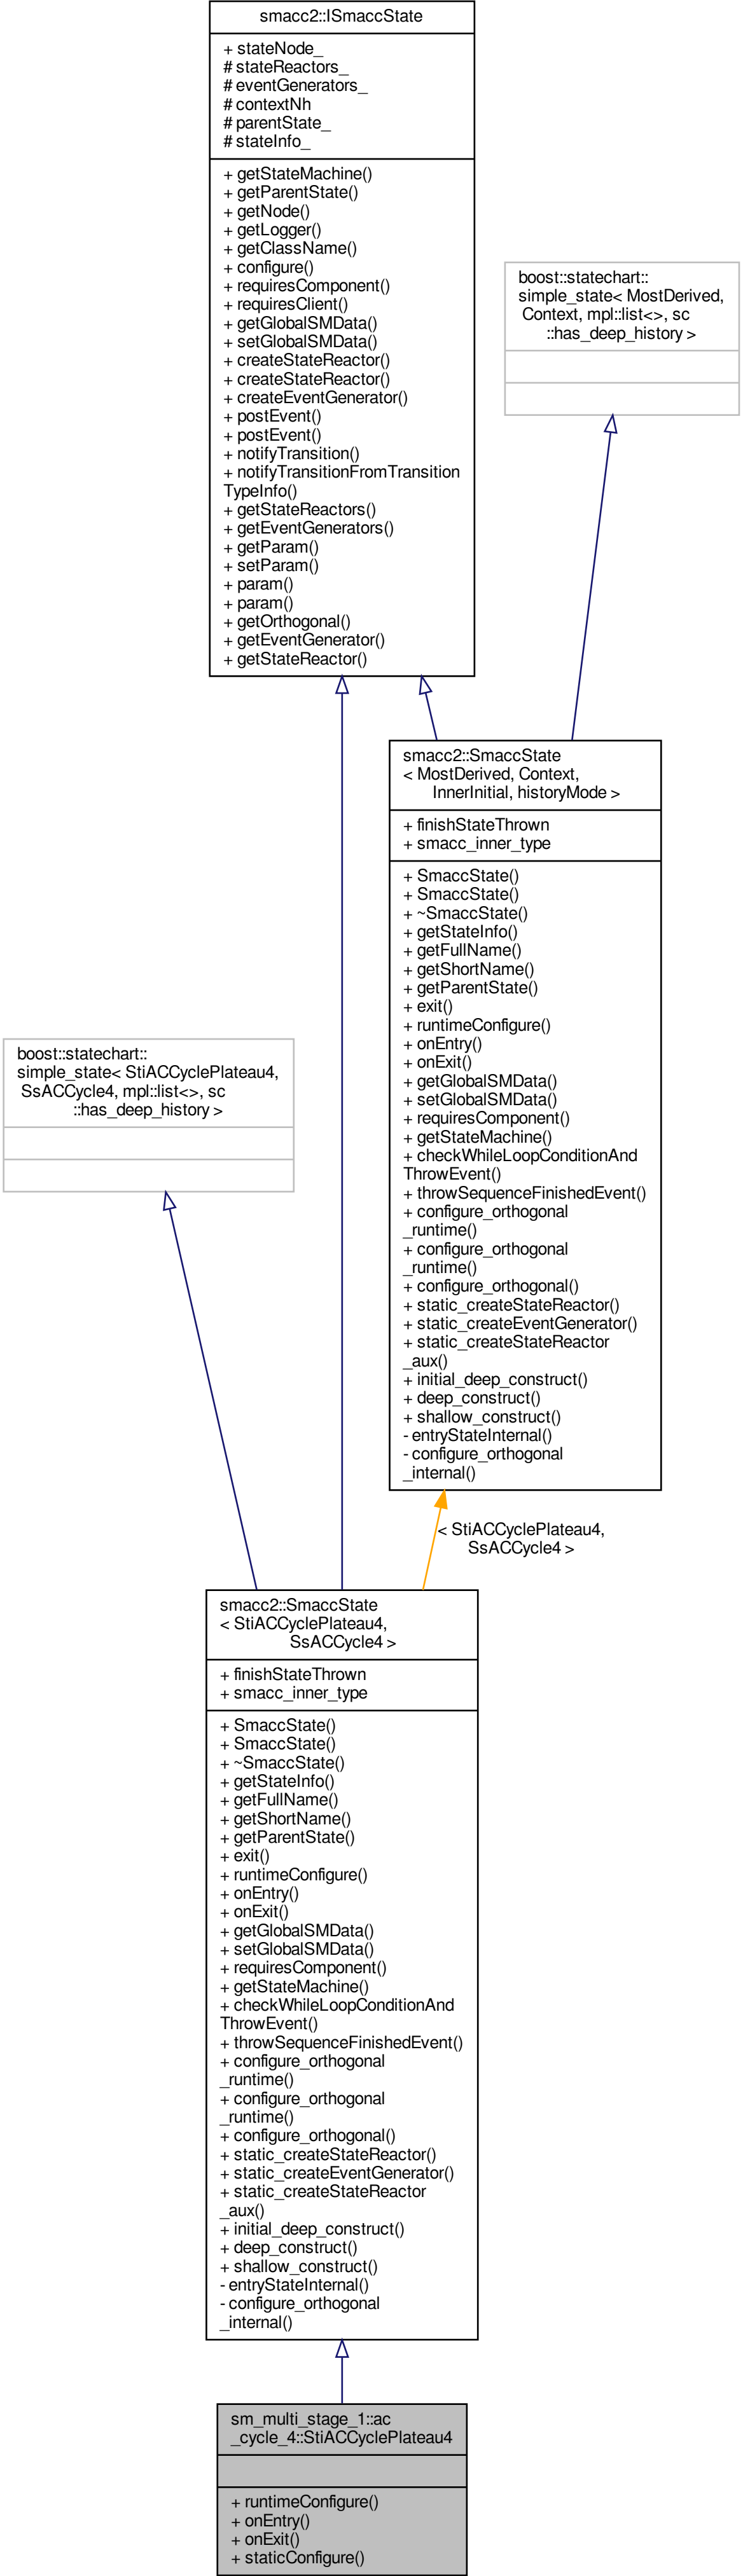 smacc2::ISmaccState
+ stateNode_
# stateReactors_
# eventGenerators_
# contextNh
# parentState_
# stateInfo_
+ getStateMachine()
+ getParentState()
+ getNode()
+ getLogger()
+ getClassName()
+ configure()
+ requiresComponent()
+ requiresClient()
+ getGlobalSMData()
+ setGlobalSMData()
+ createStateReactor()
+ createStateReactor()
+ createEventGenerator()
+ postEvent()
+ postEvent()
+ notifyTransition()
+ notifyTransitionFromTransition
TypeInfo()
+ getStateReactors()
+ getEventGenerators()
+ getParam()
+ setParam()
+ param()
+ param()
+ getOrthogonal()
+ getEventGenerator()
+ getStateReactor()
boost::statechart::
simple_state< MostDerived,
Context, mpl::list<>, sc
::has_deep_history >
smacc2::SmaccState
< MostDerived, Context,
InnerInitial, historyMode >
+ finishStateThrown
+ smacc_inner_type
+ SmaccState()
+ SmaccState()
+ ~SmaccState()
+ getStateInfo()
+ getFullName()
+ getShortName()
+ getParentState()
+ exit()
+ runtimeConfigure()
+ onEntry()
+ onExit()
+ getGlobalSMData()
+ setGlobalSMData()
+ requiresComponent()
+ getStateMachine()
+ checkWhileLoopConditionAnd
ThrowEvent()
+ throwSequenceFinishedEvent()
+ configure_orthogonal
_runtime()
+ configure_orthogonal
_runtime()
+ configure_orthogonal()
+ static_createStateReactor()
+ static_createEventGenerator()
+ static_createStateReactor
_aux()
+ initial_deep_construct()
+ deep_construct()
+ shallow_construct()
- entryStateInternal()
- configure_orthogonal
_internal()
boost::statechart::
simple_state< StiACCyclePlateau4,
SsACCycle4, mpl::list<>, sc
::has_deep_history >
< StiACCyclePlateau4,
SsACCycle4 >
smacc2::SmaccState
< StiACCyclePlateau4,
SsACCycle4 >
+ finishStateThrown
+ smacc_inner_type
+ SmaccState()
+ SmaccState()
+ ~SmaccState()
+ getStateInfo()
+ getFullName()
+ getShortName()
+ getParentState()
+ exit()
+ runtimeConfigure()
+ onEntry()
+ onExit()
+ getGlobalSMData()
+ setGlobalSMData()
+ requiresComponent()
+ getStateMachine()
+ checkWhileLoopConditionAnd
ThrowEvent()
+ throwSequenceFinishedEvent()
+ configure_orthogonal
_runtime()
+ configure_orthogonal
_runtime()
+ configure_orthogonal()
+ static_createStateReactor()
+ static_createEventGenerator()
+ static_createStateReactor
_aux()
+ initial_deep_construct()
+ deep_construct()
+ shallow_construct()
- entryStateInternal()
- configure_orthogonal
_internal()
sm_multi_stage_1::ac
_cycle_4::StiACCyclePlateau4
+ runtimeConfigure()
+ onEntry()
+ onExit()
+ staticConfigure()